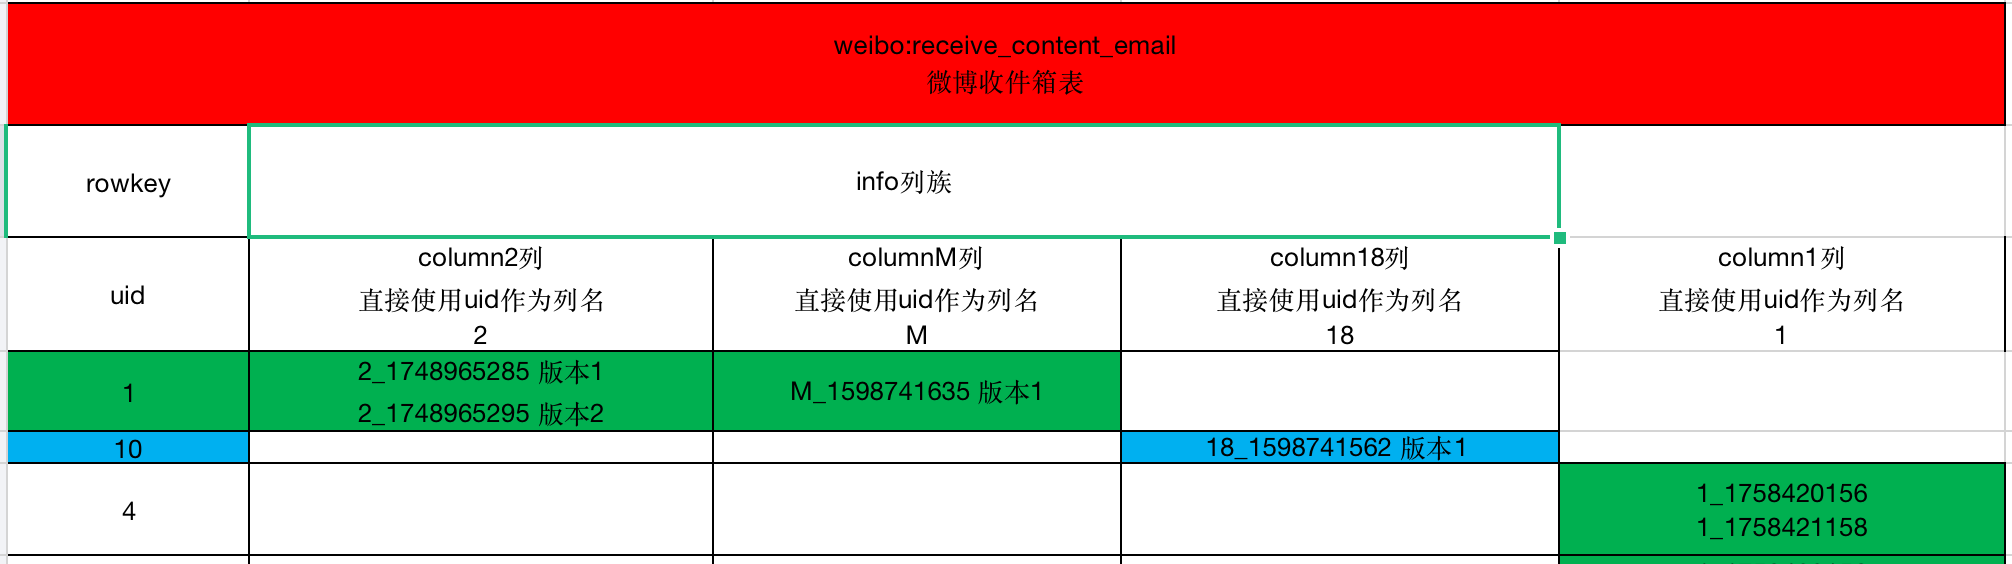 weibo:receive_content_email
微博收件箱表
rowkey
info列族
uid
column2列
直接使用uid作为列名
2
columnM列
直接使用uid作为列名
M
column18列
直接使用uid作为列名
18
column1列
直接使用uid作为列名
1
1
2_1748965285 版本1
2_1748965295 版本2
M_1598741635 版本1
10
18_1598741562 版本1
4
1_1758420156
1_1758421158